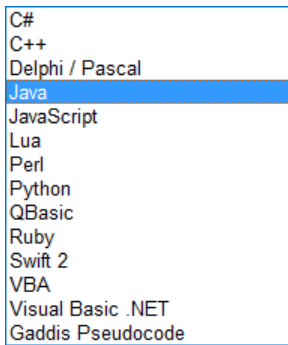 C#
C++
Delphi / Pascal
Java
JavaScript
Lua
Perl
Python
QBasic
Ruby
Swift 2
VBA
Visual Basic .NET
Gaddis Pseudocode